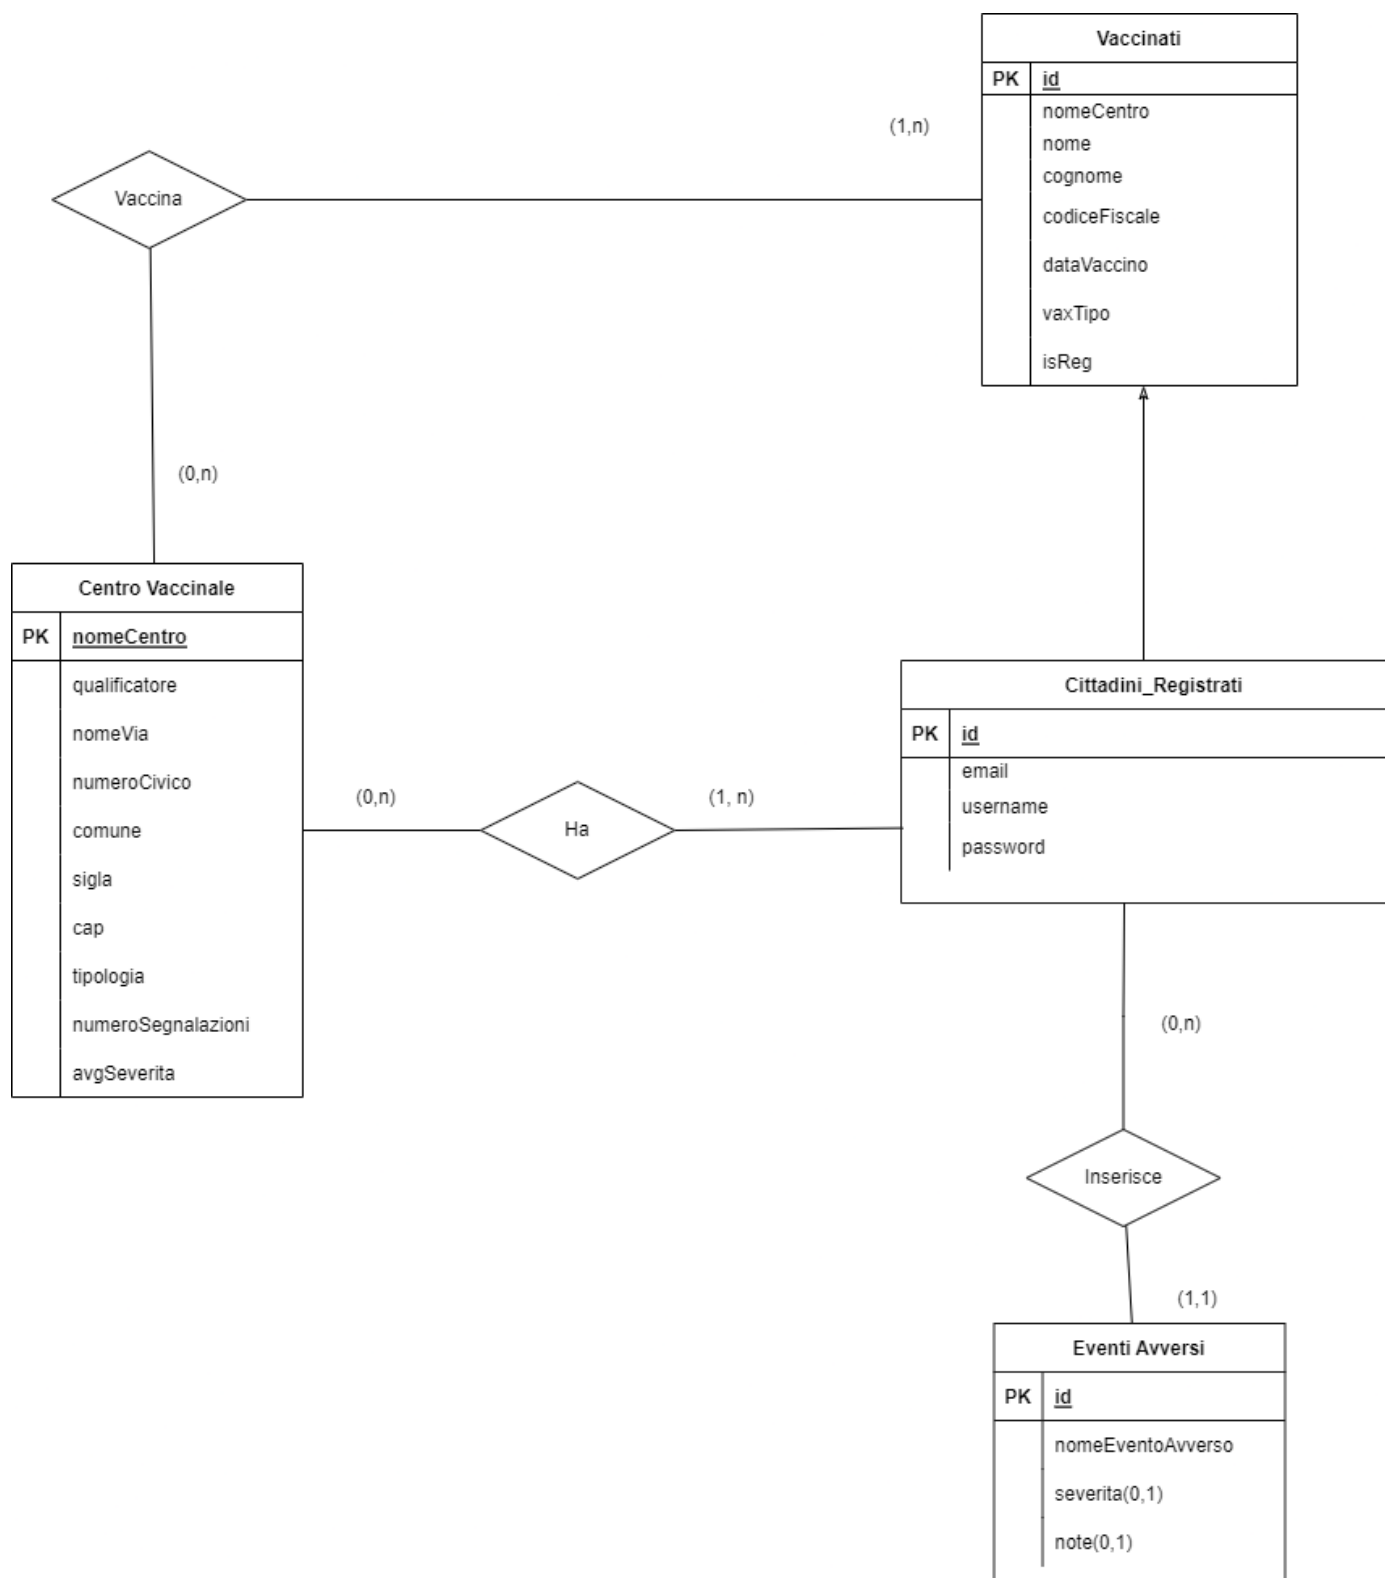 Vaccinati
PK id
nomeCentro
nome
cognome
codiceFiscale
dataVaccino
vaxTipo
isReg
(1,n)
Vaccina
(0,n)
Centro Vaccinale
PK nomeCentro
qualificatore
nomeVia
numeroCivico
comune
sigla
cap
tipologia
numeroSegnalazioni
avgSeverita
(0,n)
Ha
(1, n)
Cittadini_Registrati
PK id
email
username
password
(0,n)
Inserisce
(1,1)
Eventi Avversi
PK id
nomeEventoAvverso
severita(0,1)
note(0,1)